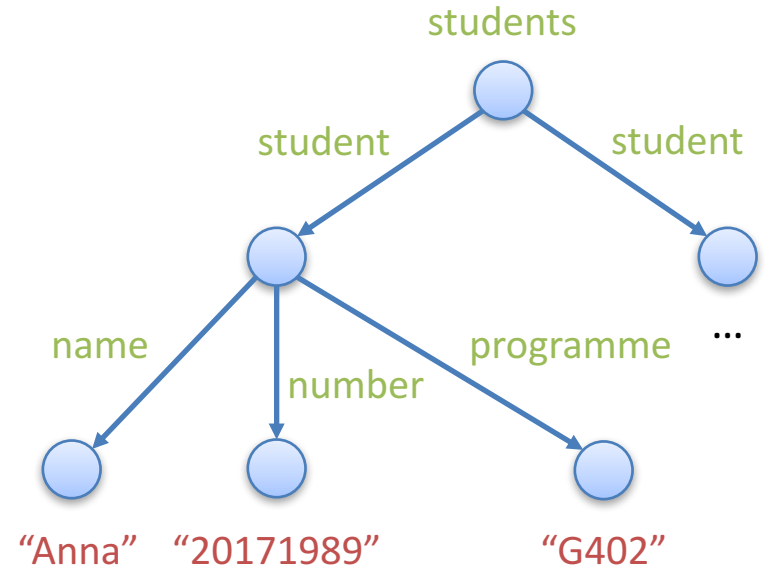 students
student
student
...
name
programme
number
“Anna”
“20171989”
“G402”